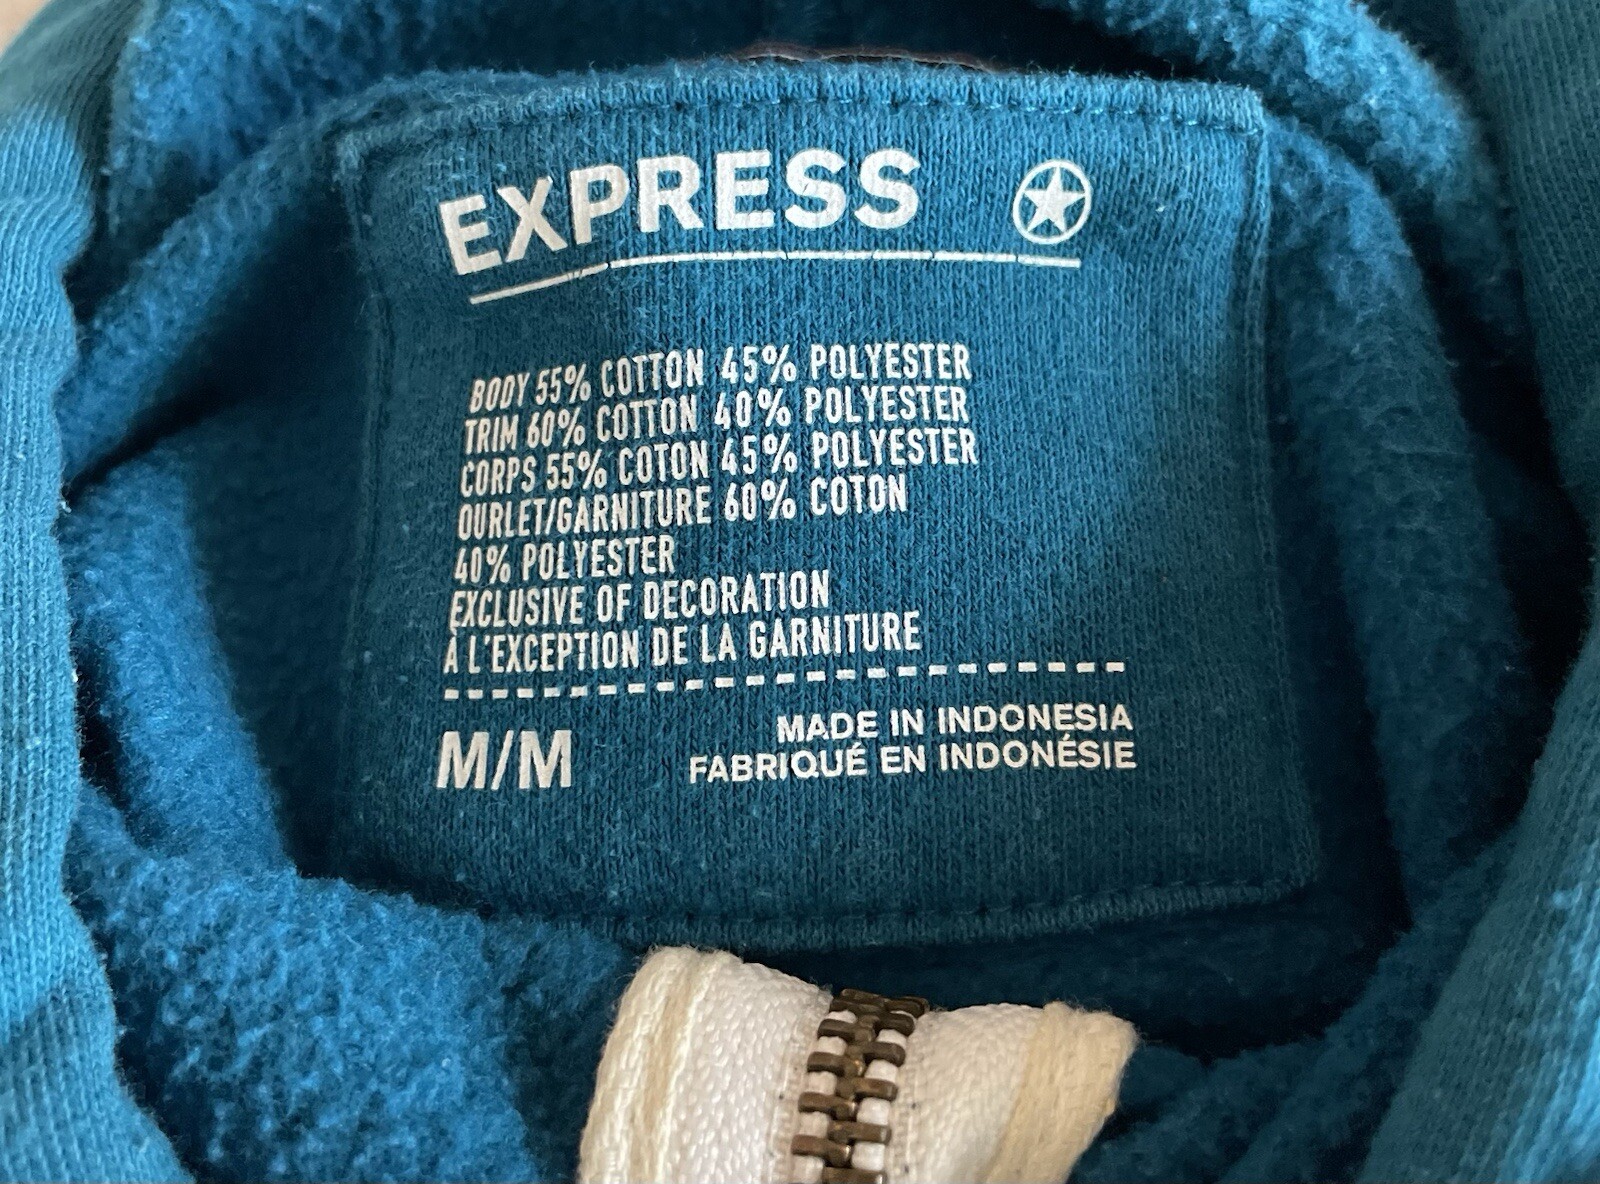 EXPRESS
BODY 55% COTTON 45% POLYESTER
TRIM 60% COTTON 40% POLYESTER
CORPS 55% COTON 45% POLYESTER
OURLET/GARNITURE 60% COTON
40% POLYESTER
EXCLUSIVE OF DECORATION
À L'EXCEPTION DE LA GARNITURE
M/M
MADE IN INDONESIA
FABRIQUÉ EN INDONÉSIE